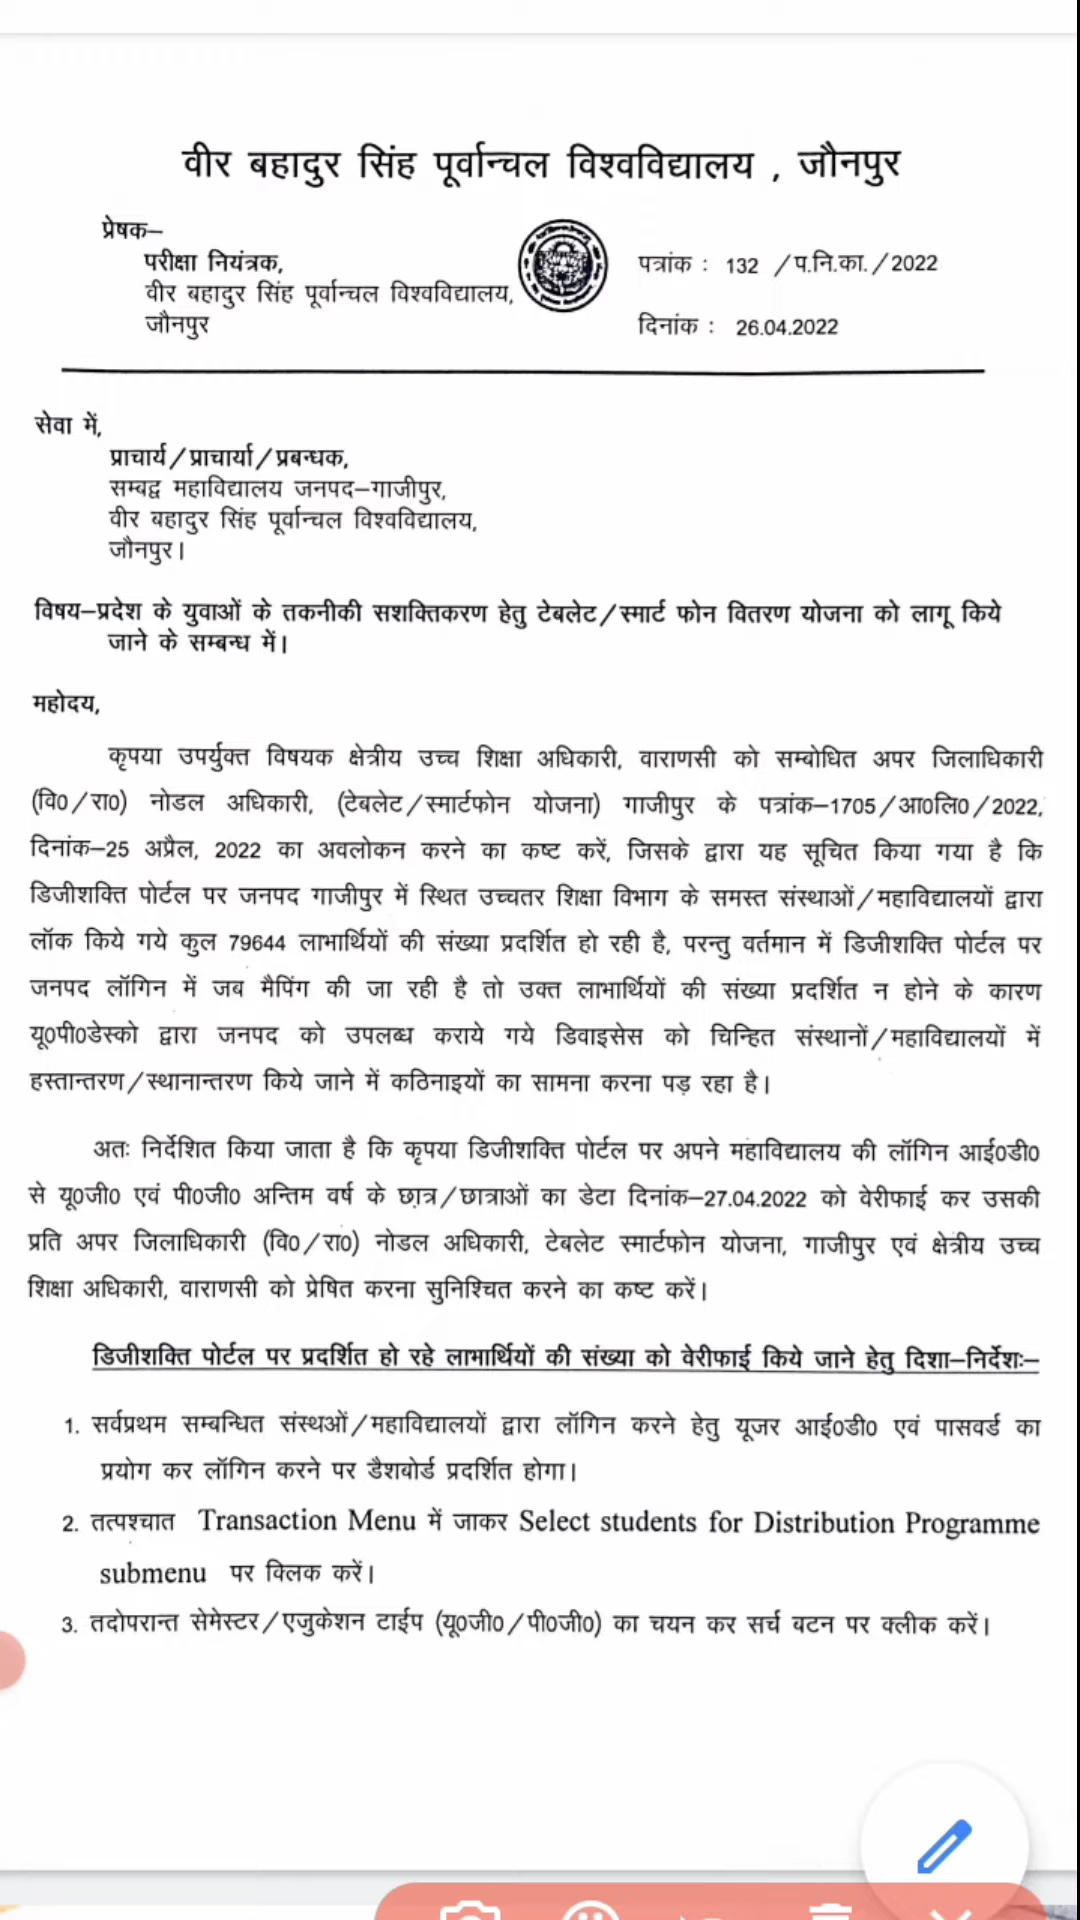 वीर बहादुर सिंह पूर्वान्चल विश्वविद्यालय , जौनपुर
प्रेषक–
परीक्षा नियंत्रक,
वीर बहादुर सिंह पूर्वान्चल विश्वविद्यालय,
जौनपुर
पत्रांक : 132 /प.नि.का./2022
दिनांक : 26.04.2022
सेवा में,
प्राचार्य/प्राचार्या/प्रबन्धक,
सम्बद्व महाविद्यालय जनपद–गाजीपुर,
वीर बहादुर सिंह पूर्वान्चल विश्वविद्यालय,
जौनपुर।
विषय–प्रदेश के युवाओं के तकनीकी सशक्तिकरण हेतु टेबलेट/स्मार्ट फोन वितरण योजना को लागू किये
जाने के सम्बन्ध में।
महोदय,
कृपया उपर्युक्त विषयक क्षेत्रीय उच्च शिक्षा अधिकारी, वाराणसी को सम्बोधित अपर जिलाधिकारी
(वि0/रा0) नोडल अधिकारी, (टेबलेट/स्मार्टफोन योजना) गाजीपुर के पत्रांक–1705/आ0लि0/2022,
दिनांक–25 अप्रैल, 2022 का अवलोकन करने का कष्ट करें, जिसके द्वारा यह सूचित किया गया है कि
डिजीशक्ति पोर्टल पर जनपद गाजीपुर में स्थित उच्चतर शिक्षा विभाग के समस्त संस्थाओं/महाविद्यालयों द्वारा
लॉक किये गये कुल 79644 लाभार्थियों की संख्या प्रदर्शित हो रही है, परन्तु वर्तमान में डिजीशक्ति पोर्टल पर
जनपद लॉगिन में जब मैपिंग की जा रही है तो उक्त लाभार्थियों की संख्या प्रदर्शित न होने के कारण
यू0पी0डेस्को द्वारा जनपद को उपलब्ध कराये गये डिवाइसेस को चिन्हित संस्थानों/महाविद्यालयों में
हस्तान्तरण/स्थानान्तरण किये जाने में कठिनाइयों का सामना करना पड़ रहा है।
अतः निर्देशित किया जाता है कि कृपया डिजीशक्ति पोर्टल पर अपने महाविद्यालय की लॉगिन आई0डी0
से यू0जी0 एवं पी0जी0 अन्तिम वर्ष के छात्र/छात्राओं का डेटा दिनांक–27.04.2022 को वेरीफाई कर उसकी
प्रति अपर जिलाधिकारी (वि0/रा0) नोडल अधिकारी, टेबलेट स्मार्टफोन योजना, गाजीपुर एवं क्षेत्रीय उच्च
शिक्षा अधिकारी, वाराणसी को प्रेषित करना सुनिश्चित करने का कष्ट करें।
डिजीशक्ति पोर्टल पर प्रदर्शित हो रहे लाभार्थियों की संख्या को वेरीफाई किये जाने हेतु दिशा–निर्देशः–
1. सर्वप्रथम सम्बन्धित संस्थओं/महाविद्यालयों द्वारा लॉगिन करने हेतु यूजर आई0डी0 एवं पासवर्ड का
प्रयोग कर लॉगिन करने पर डैशबोर्ड प्रदर्शित होगा।
2. तत्पश्चात Transaction Menu में जाकर Select students for Distribution Programme
submenu पर क्लिक करें।
3. तदोपरान्त सेमेस्टर/एजुकेशन टाईप (यू0जी0/पी0जी0) का चयन कर सर्च बटन पर क्लीक करें।